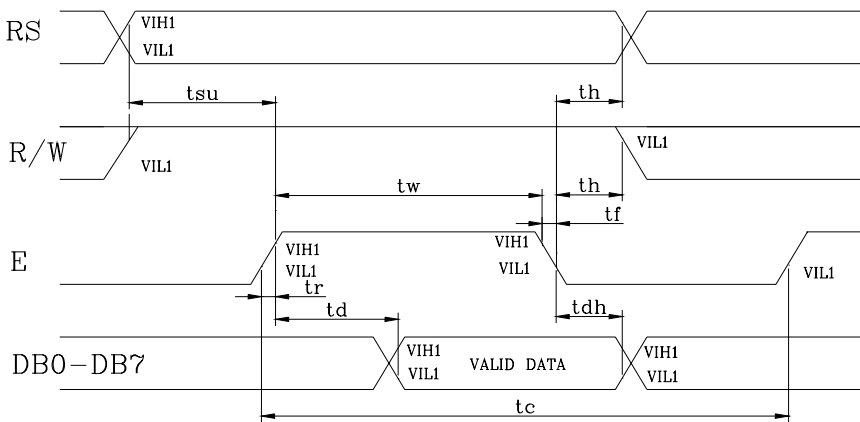 RS
VIH1
VIL1
tsu
th
R/W
VIL1
VIL1
tw
th
tf
E
VIH1
VIL1
VIH1
VIL1
VIL1
tr
td
tdh
DB0-DB7
VIH1
VIL1
VALID DATA
VIH1
VIL1
tc